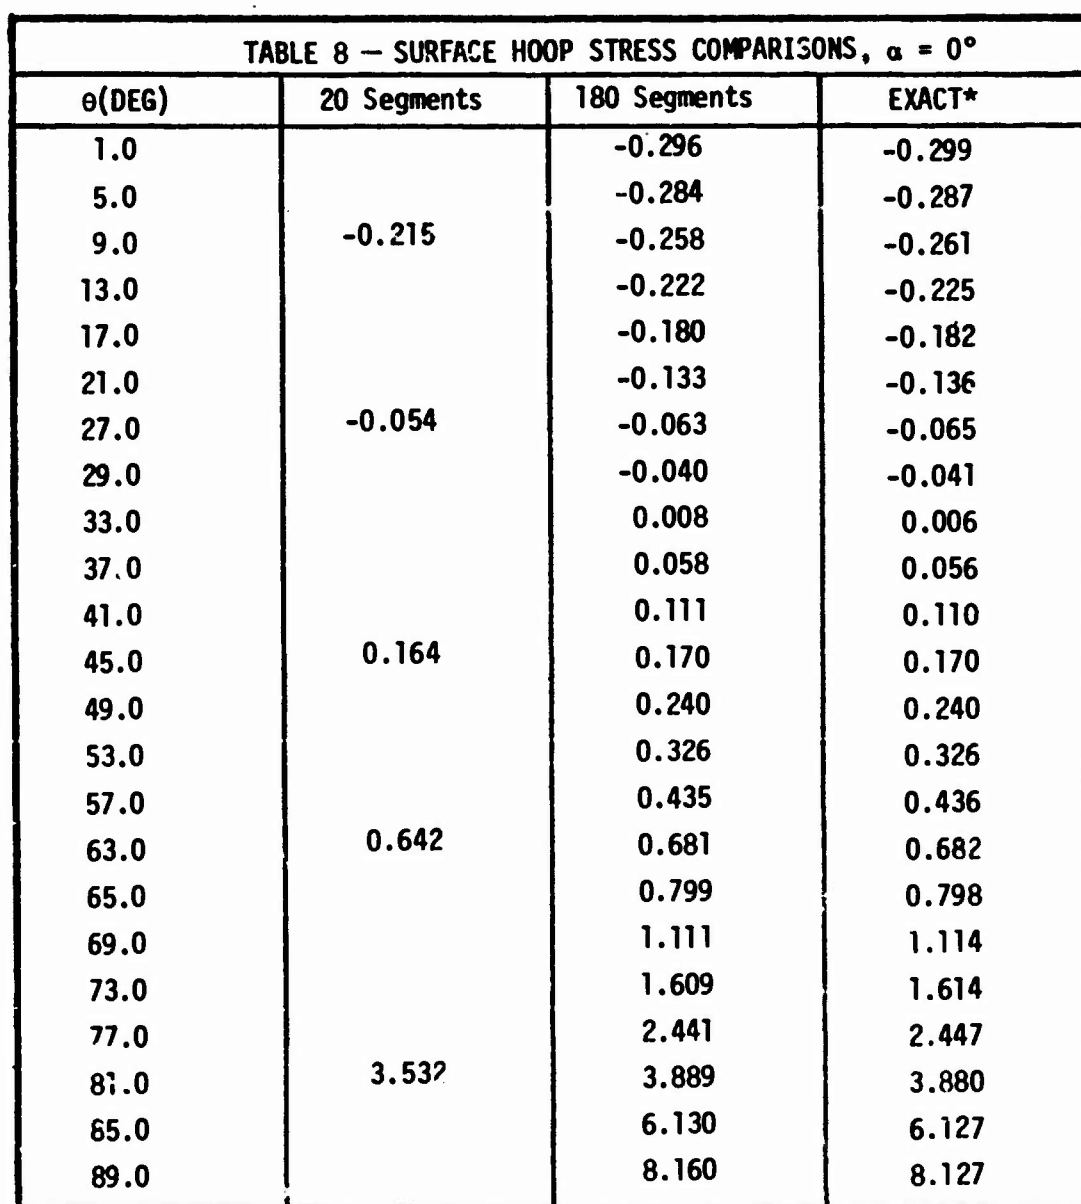 TABLE 8 — SURFACE HOOP STRESS COMPARISONS, α = 0°
θ(DEG) 20 Segments 180 Segments EXACT*
1.0 -0.296 -0.299
5.0 -0.284 -0.287
9.0 -0.215 -0.258 -0.261
13.0 -0.222 -0.225
17.0 -0.180 -0.182
21.0 -0.133 -0.136
27.0 -0.054 -0.063 -0.065
29.0 -0.040 -0.041
33.0 0.008 0.006
37.0 0.058 0.056
41.0 0.111 0.110
45.0 0.164 0.170 0.170
49.0 0.240 0.240
53.0 0.326 0.326
57.0 0.435 0.436
63.0 0.642 0.681 0.682
65.0 0.799 0.798
69.0 1.111 1.114
73.0 1.609 1.614
77.0 2.441 2.447
81.0 3.532 3.889 3.880
85.0 6.130 6.127
89.0 8.160 8.127